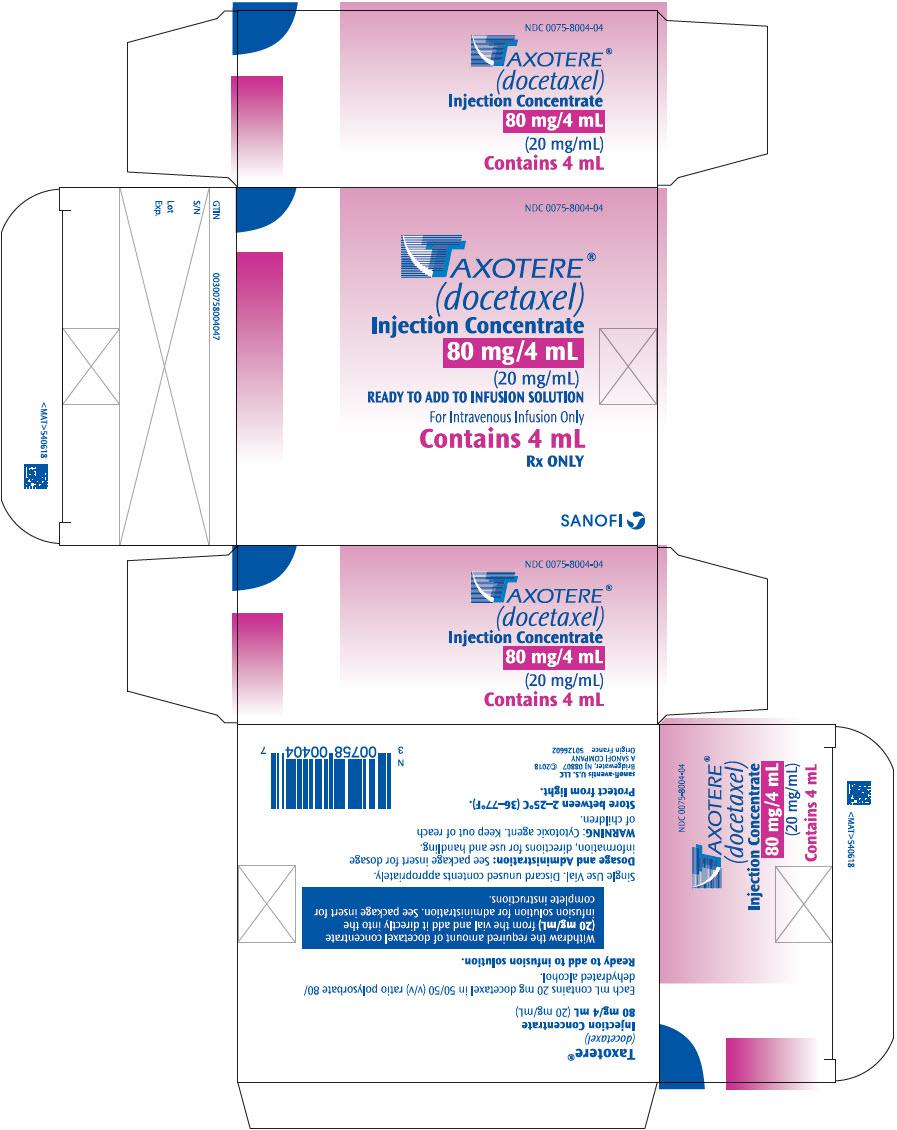 NDC 0075-8004-04
TAXOTERE®
(docetaxel)
Injection Concentrate
80 mg/4 mL
(20 mg/mL)
Contains 4 mL
GTIN 00300758004047
S/N
Lot
Exp.
<MAT>540618
NDC 0075-8004-04
TAXOTERE®
(docetaxel)
Injection Concentrate
80 mg/4 mL
(20 mg/mL)
READY TO ADD TO INFUSION SOLUTION
For Intravenous Infusion Only
Contains 4 mL
Rx ONLY
SANOFI
NDC 0075-8004-04
TAXOTERE®
(docetaxel)
Injection Concentrate
80 mg/4 mL
(20 mg/mL)
Contains 4 mL
Taxotere®
(docetaxel)
Injection Concentrate
80 mg/4 mL (20 mg/mL)
Each mL contains 20 mg docetaxel in 50/50 (v/v) ratio polysorbate 80/
dehydrated alcohol.
Ready to add to infusion solution.
Withdraw the required amount of docetaxel concentrate
(20 mg/mL) from the vial and add it directly into the
infusion solution for administration. See package insert for
complete instructions.
Single Use Vial. Discard unused contents appropriately.
Dosage and Administration: See package insert for dosage
information, directions for use and handling.
WARNING: Cytotoxic agent. Keep out of reach
of children.
Store between 2–25°C (36–77°F).
Protect from light.
sanofi-aventis U.S. LLC
Bridgewater, NJ 08807 ©2018
A SANOFI COMPANY
Origin France 50126602
N
3 00758 00404 7
NDC 0075-8004-04
TAXOTERE®
(docetaxel)
Injection Concentrate
80 mg/4 mL
(20 mg/mL)
Contains 4 mL
<MAT>540618